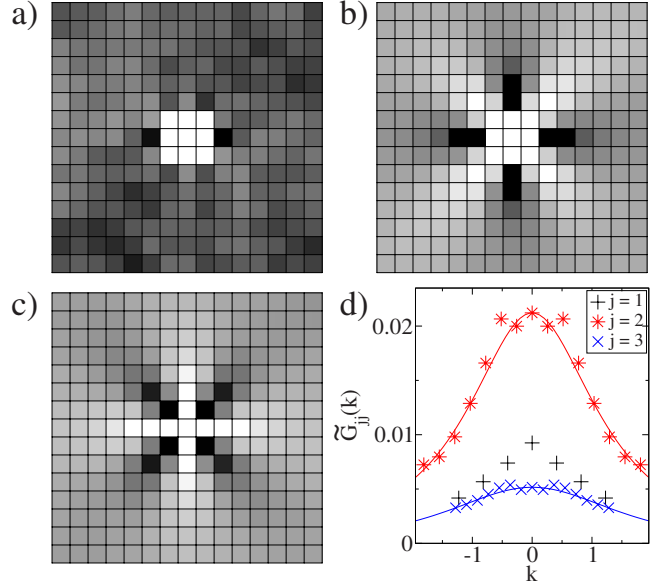 a)
b)
c)
d)
0.02
0.01
0
G̃jj(k)
+ j = 1
* j = 2
× j = 3
-1 0 1
k